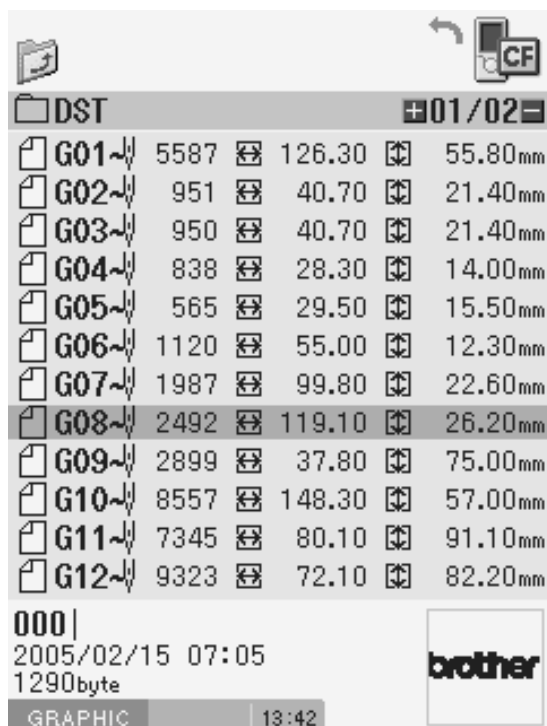 CF
DST 01/02
G01~ 5587 126.30 55.80mm
G02~ 951 40.70 21.40mm
G03~ 950 40.70 21.40mm
G04~ 838 28.30 14.00mm
G05~ 565 29.50 15.50mm
G06~ 1120 55.00 12.30mm
G07~ 1987 99.80 22.60mm
G08~ 2492 119.10 26.20mm
G09~ 2899 37.80 75.00mm
G10~ 8557 148.30 57.00mm
G11~ 7345 80.10 91.10mm
G12~ 9323 72.10 82.20mm
000|
2005/02/15 07:05
1290byte
brother
GRAPHIC 13:42